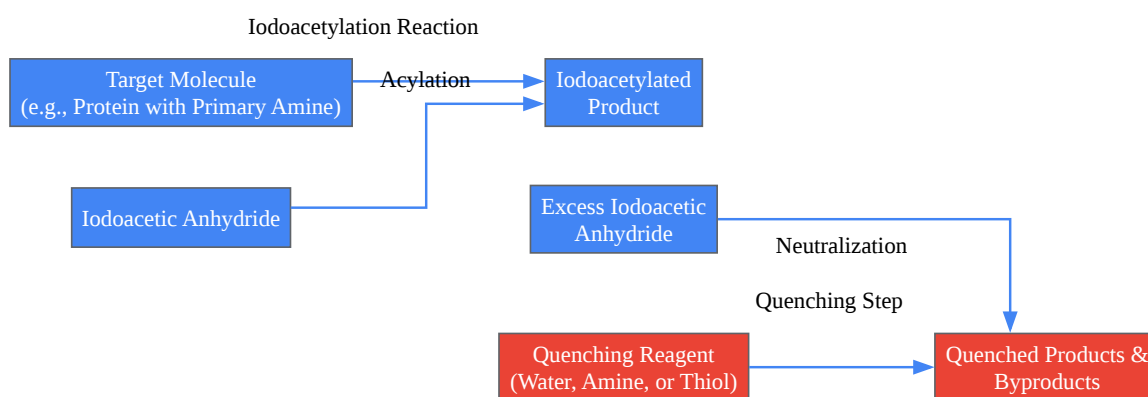 Iodoacetylation Reaction
Target Molecule
(e.g., Protein with Primary Amine)
Acylation
Iodoacetylated
Product
Iodoacetic Anhydride
Excess Iodoacetic
Anhydride
Neutralization
Quenching Step
Quenching Reagent
(Water, Amine, or Thiol)
Quenched Products &
Byproducts